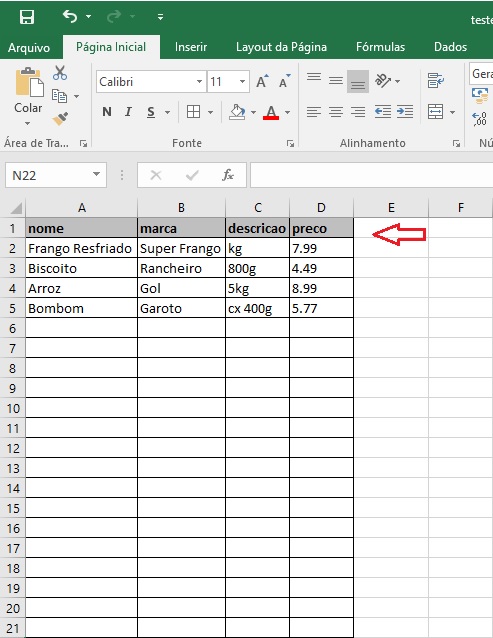 teste
Arquivo Página Inicial Inserir Layout da Página Fórmulas Dados
Calibri 11 A A Gera
Colar N I S A
Área de Tra... Fonte Alinhamento Nú
N22 fx
A B C D E F
1 nome marca descricao preco
2 Frango Resfriado Super Frango kg 7.99
3 Biscoito Rancheiro 800g 4.49
4 Arroz Gol 5kg 8.99
5 Bombom Garoto cx 400g 5.77
6
7
8
9
10
11
12
13
14
15
16
17
18
19
20
21